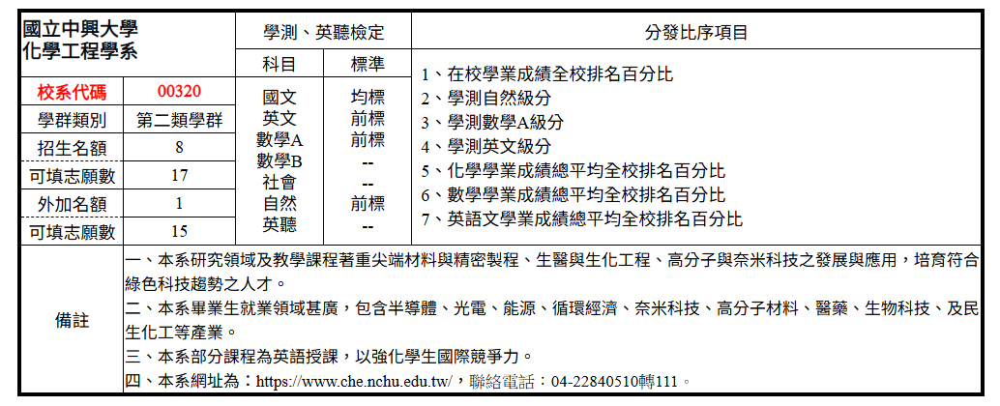 國立中興大學
化學工程學系
學測、英聽檢定
分發比序項目
科目 標準
校系代碼 00320
學群類別 第二類學群
招生名額 8
可填志願數 17
外加名額 1
可填志願數 15
國文 均標
英文 前標
數學A 前標
數學B --
社會 --
自然 前標
英聽 --
1、在校學業成績全校排名百分比
2、學測自然級分
3、學測數學A級分
4、學測英文級分
5、化學學業成績總平均全校排名百分比
6、數學學業成績總平均全校排名百分比
7、英語文學業成績總平均全校排名百分比
備註
一、本系研究領域及教學課程著重尖端材料與精密製程、生醫與生化工程、高分子與奈米科技之發展與應用，培育符合
綠色科技趨勢之人才。
二、本系畢業生就業領域甚廣，包含半導體、光電、能源、循環經濟、奈米科技、高分子材料、醫藥、生物科技、及民
生化工等產業。
三、本系部分課程為英語授課，以強化學生國際競爭力。
四、本系網址為：https://www.che.nchu.edu.tw/，聯絡電話：04-22840510轉111。